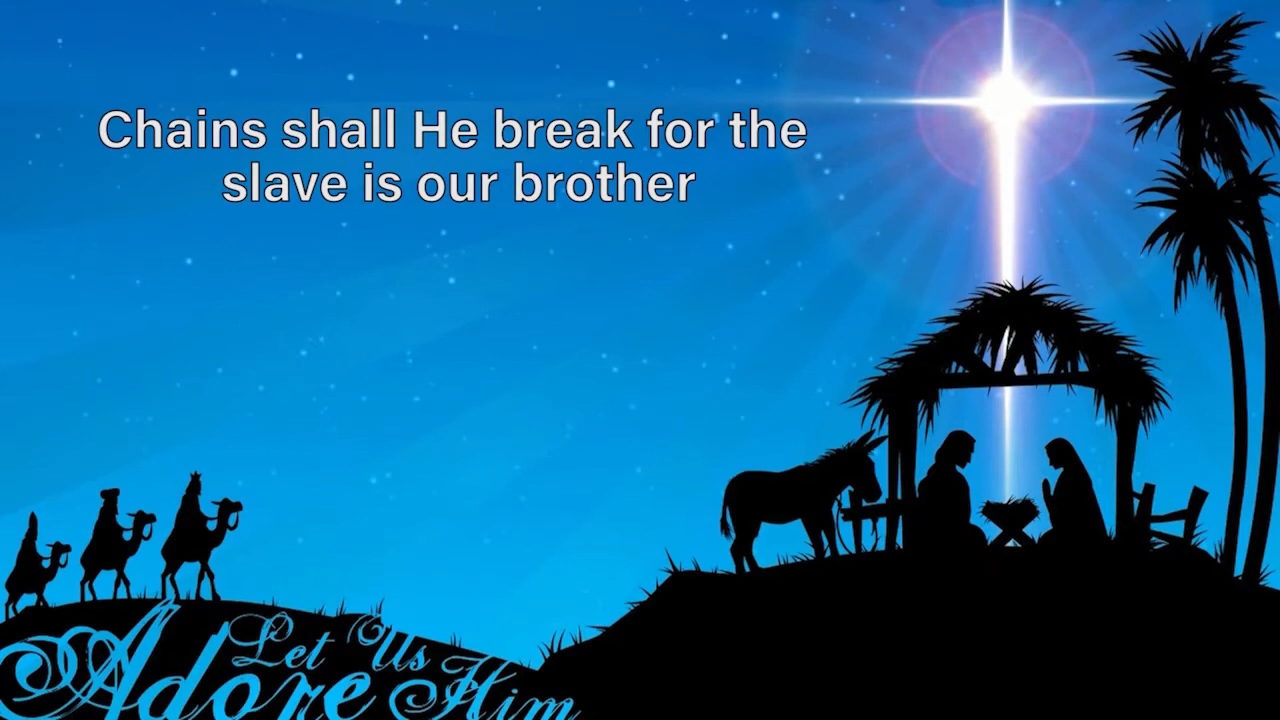 Chains shall He break for the
slave is our brother
Let Us
Adore Him